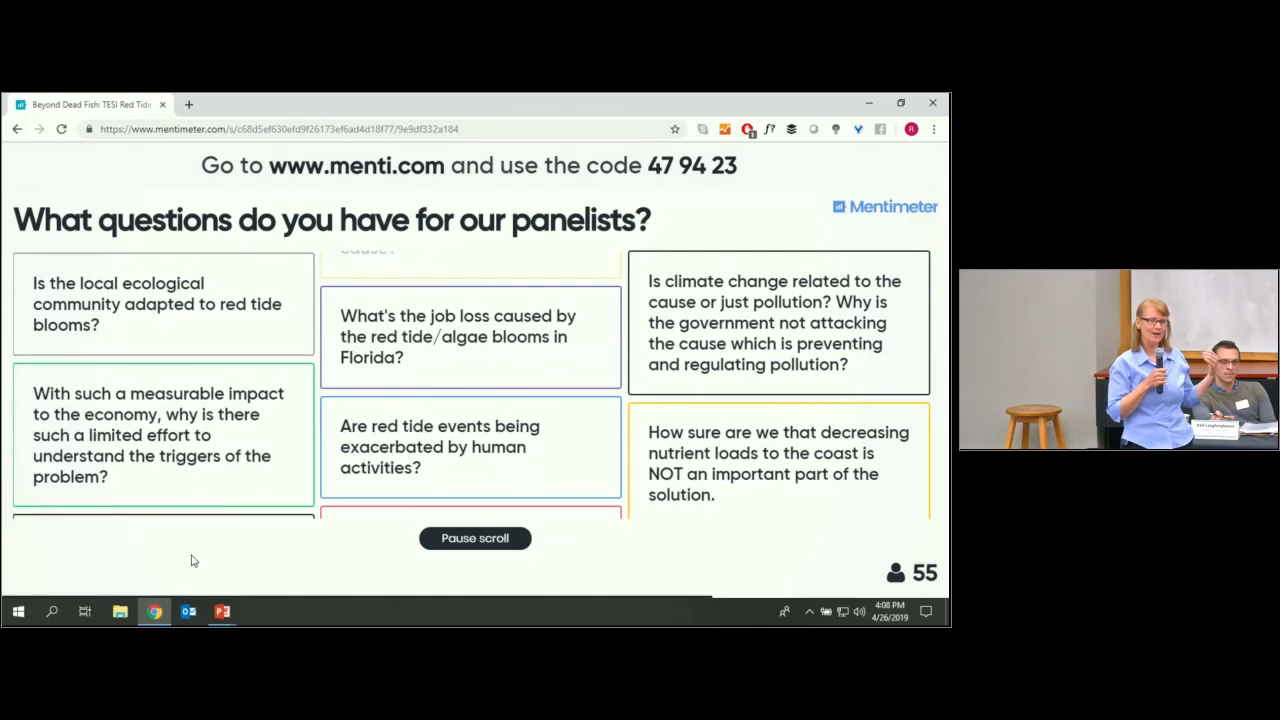 Beyond Dead Fish: TESI Red Tide
https://www.mentimeter.com/s/c68d5ef630efd9f26173ef6ad4d18f77/9e9df332a184
Go to www.menti.com and use the code 47 94 23
What questions do you have for our panelists?
Mentimeter
Is the local ecological
community adapted to red tide
blooms?
With such a measurable impact
to the economy, why is there
such a limited effort to
understand the triggers of the
problem?
What's the job loss caused by
the red tide/algae blooms in
Florida?
Are red tide events being
exacerbated by human
activities?
Is climate change related to the
cause or just pollution? Why is
the government not attacking
the cause which is preventing
and regulating pollution?
How sure are we that decreasing
nutrient loads to the coast is
NOT an important part of the
solution.
Pause scroll
55
4:08 PM
4/26/2019